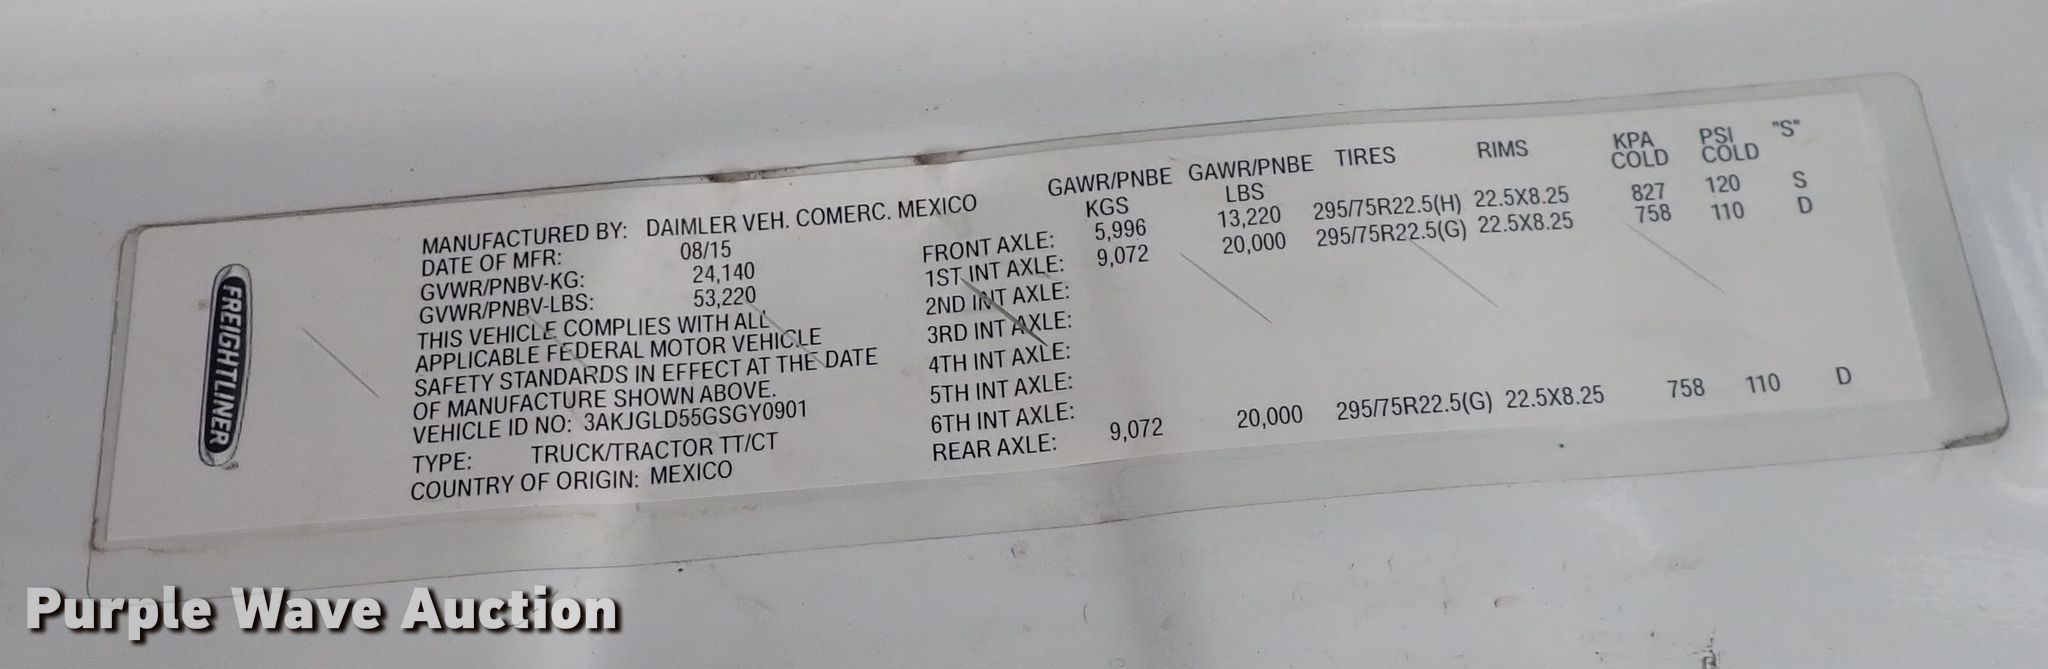 FREIGHTLINER
MANUFACTURED BY: DAIMLER VEH. COMERC. MEXICO
DATE OF MFR: 08/15
GVWR/PNBV-KG: 24,140
GVWR/PNBV-LBS: 53,220
THIS VEHICLE COMPLIES WITH ALL
APPLICABLE FEDERAL MOTOR VEHICLE
SAFETY STANDARDS IN EFFECT AT THE DATE
OF MANUFACTURE SHOWN ABOVE.
VEHICLE ID NO: 3AKJGLD55GSGY0901
TYPE: TRUCK/TRACTOR TT/CT
COUNTRY OF ORIGIN: MEXICO
GAWR/PNBE GAWR/PNBE TIRES RIMS KPA PSI "S"
KGS LBS COLD COLD
FRONT AXLE: 5,996 13,220 295/75R22.5(H) 22.5X8.25 827 120 S
1ST INT AXLE: 9,072 20,000 295/75R22.5(G) 22.5X8.25 758 110 D
2ND INT AXLE:
3RD INT AXLE:
4TH INT AXLE:
5TH INT AXLE:
6TH INT AXLE:
REAR AXLE: 9,072 20,000 295/75R22.5(G) 22.5X8.25 758 110 D
Purple Wave Auction